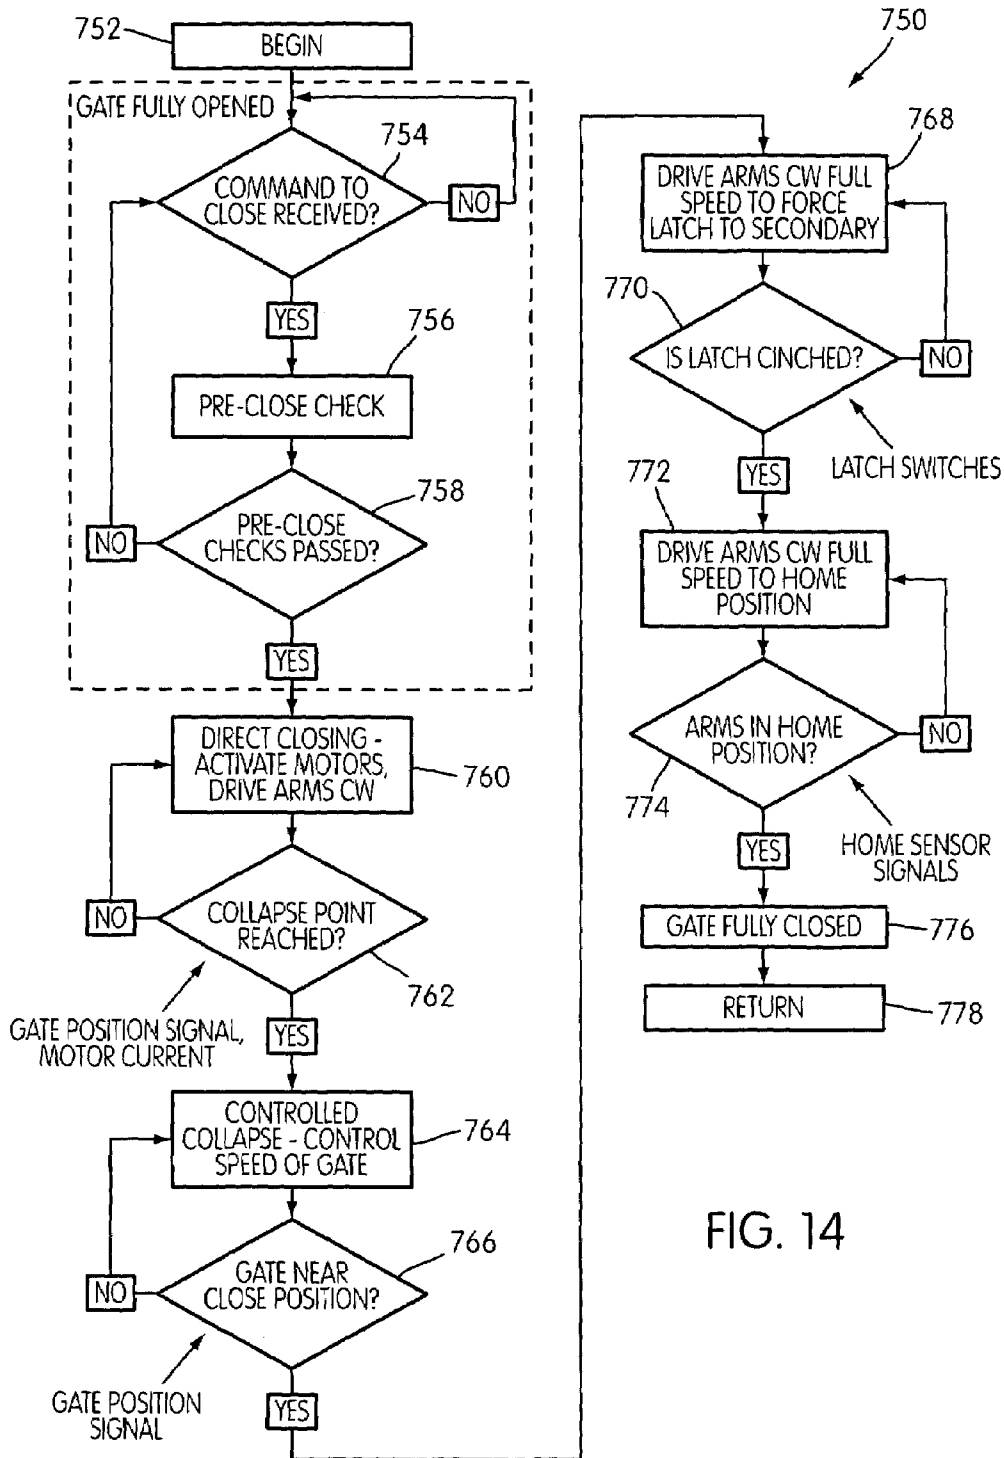 752
BEGIN
GATE FULLY OPENED
754
COMMAND TO
CLOSE RECEIVED?
NO
YES
756
PRE-CLOSE CHECK
758
PRE-CLOSE
CHECKS PASSED?
NO
YES
DIRECT CLOSING -
ACTIVATE MOTORS,
DRIVE ARMS CW
760
COLLAPSE POINT
REACHED?
NO
762
GATE POSITION SIGNAL,
MOTOR CURRENT
YES
CONTROLLED
COLLAPSE - CONTROL
SPEED OF GATE
764
766
GATE NEAR
CLOSE POSITION?
NO
GATE POSITION
SIGNAL
YES
750
768
DRIVE ARMS CW FULL
SPEED TO FORCE
LATCH TO SECONDARY
770
IS LATCH CINCHED?
NO
LATCH SWITCHES
YES
772
DRIVE ARMS CW FULL
SPEED TO HOME
POSITION
ARMS IN HOME
POSITION?
NO
774
HOME SENSOR
SIGNALS
YES
GATE FULLY CLOSED
776
RETURN
778
FIG. 14